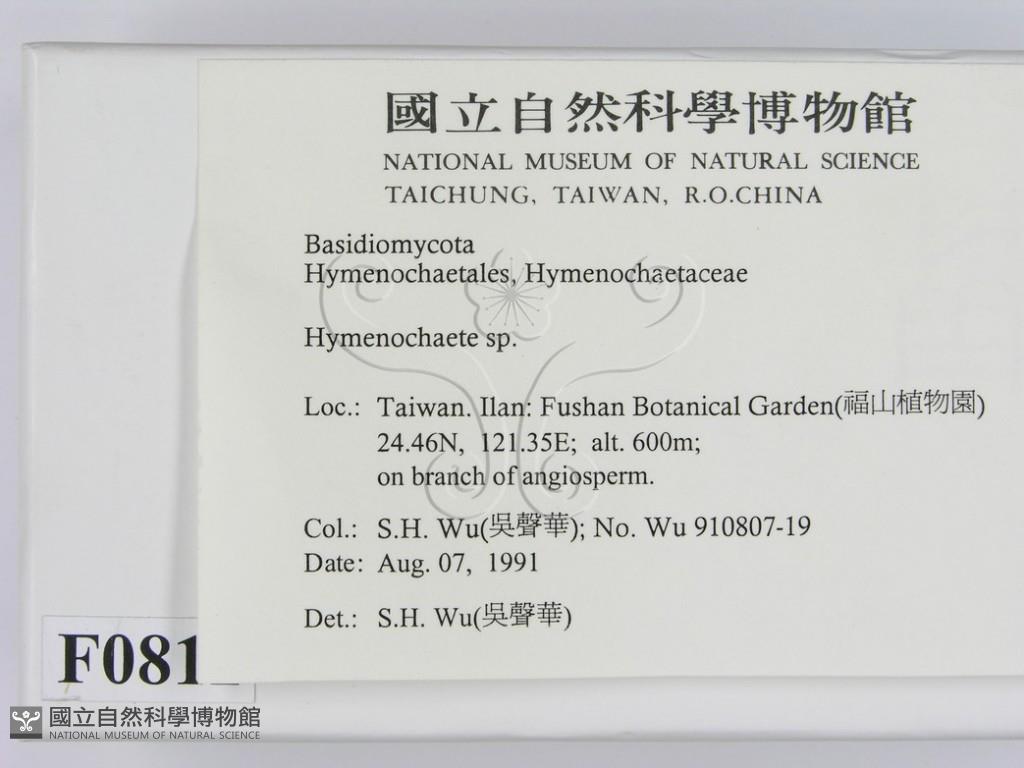 國立自然科學博物館
NATIONAL MUSEUM OF NATURAL SCIENCE
TAICHUNG, TAIWAN, R.O.CHINA
Basidiomycota
Hymenochaetales, Hymenochaetaceae
Hymenochaete sp.
Loc.: Taiwan. Ilan: Fushan Botanical Garden(福山植物園)
24.46N, 121.35E; alt. 600m;
on branch of angiosperm.
Col.: S.H. Wu(吳聲華); No. Wu 910807-19
Date: Aug. 07, 1991
Det.: S.H. Wu(吳聲華)
國立自然科學博物館
NATIONAL MUSEUM OF NATURAL SCIENCE